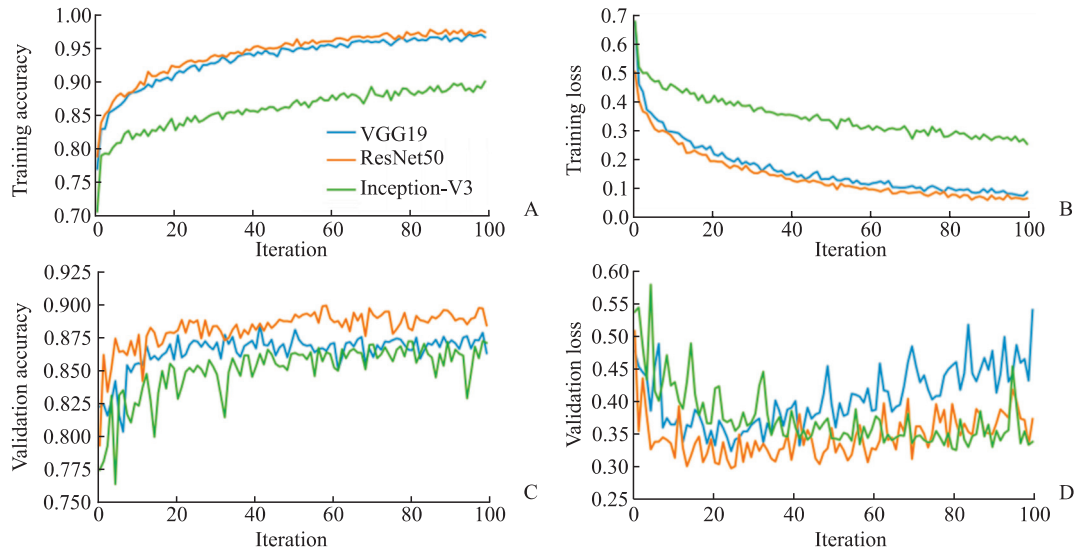 1.00
0.95
0.90
0.85
0.80
0.75
0.70
Training accuracy
VGG19
ResNet50
Inception-V3
0 20 40 60 80 100
Iteration
A
0.7
0.6
0.5
0.4
0.3
0.2
0.1
0.0
Training loss
0 20 40 60 80 100
Iteration
B
0.925
0.900
0.875
0.850
0.825
0.800
0.775
0.750
Validation accuracy
0 20 40 60 80 100
Iteration
C
0.60
0.55
0.50
0.45
0.40
0.35
0.30
0.25
Validation loss
0 20 40 60 80 100
Iteration
D